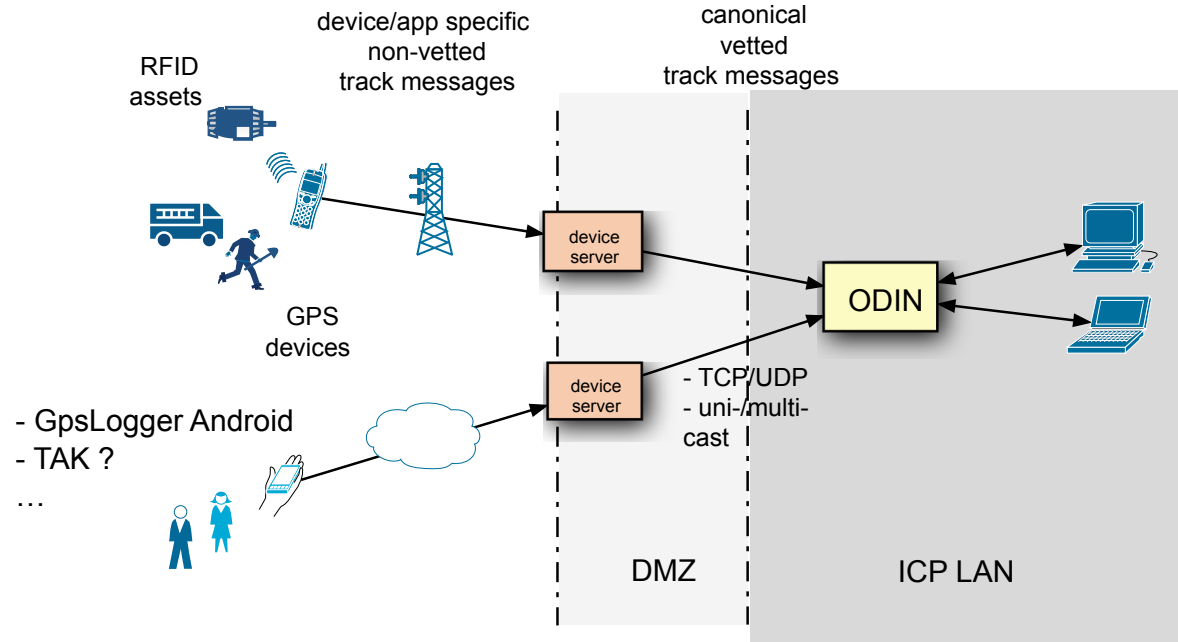 device/app specific
non-vetted
track messages
canonical
vetted
track messages
RFID
assets
GPS
devices
device
server
ODIN
device
server
- TCP/UDP
- uni-/multi-
cast
- GpsLogger Android
- TAK ?
…
DMZ
ICP LAN